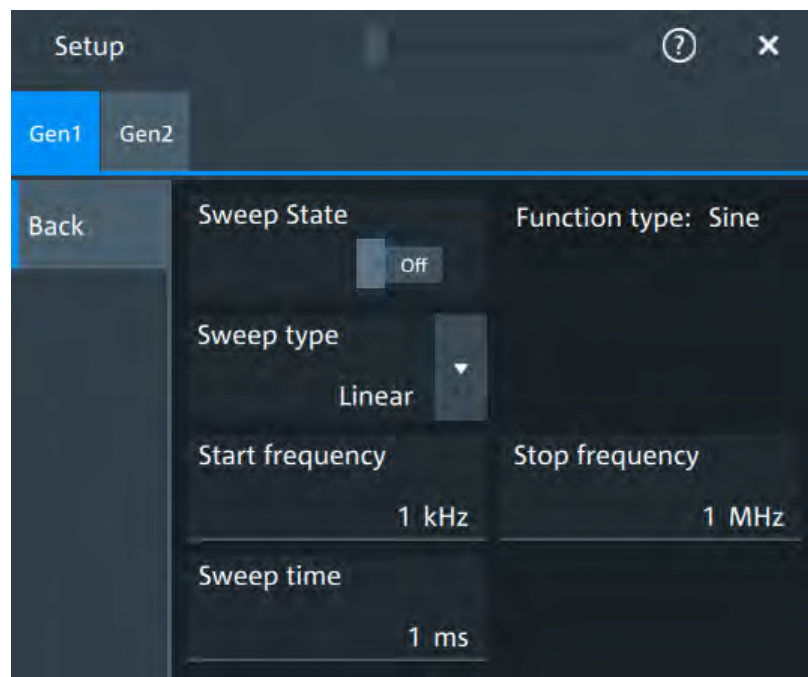 Setup ? ×
Gen1 Gen2
Back
Sweep State
Off
Function type: Sine
Sweep type
Linear
Start frequency
1 kHz
Stop frequency
1 MHz
Sweep time
1 ms